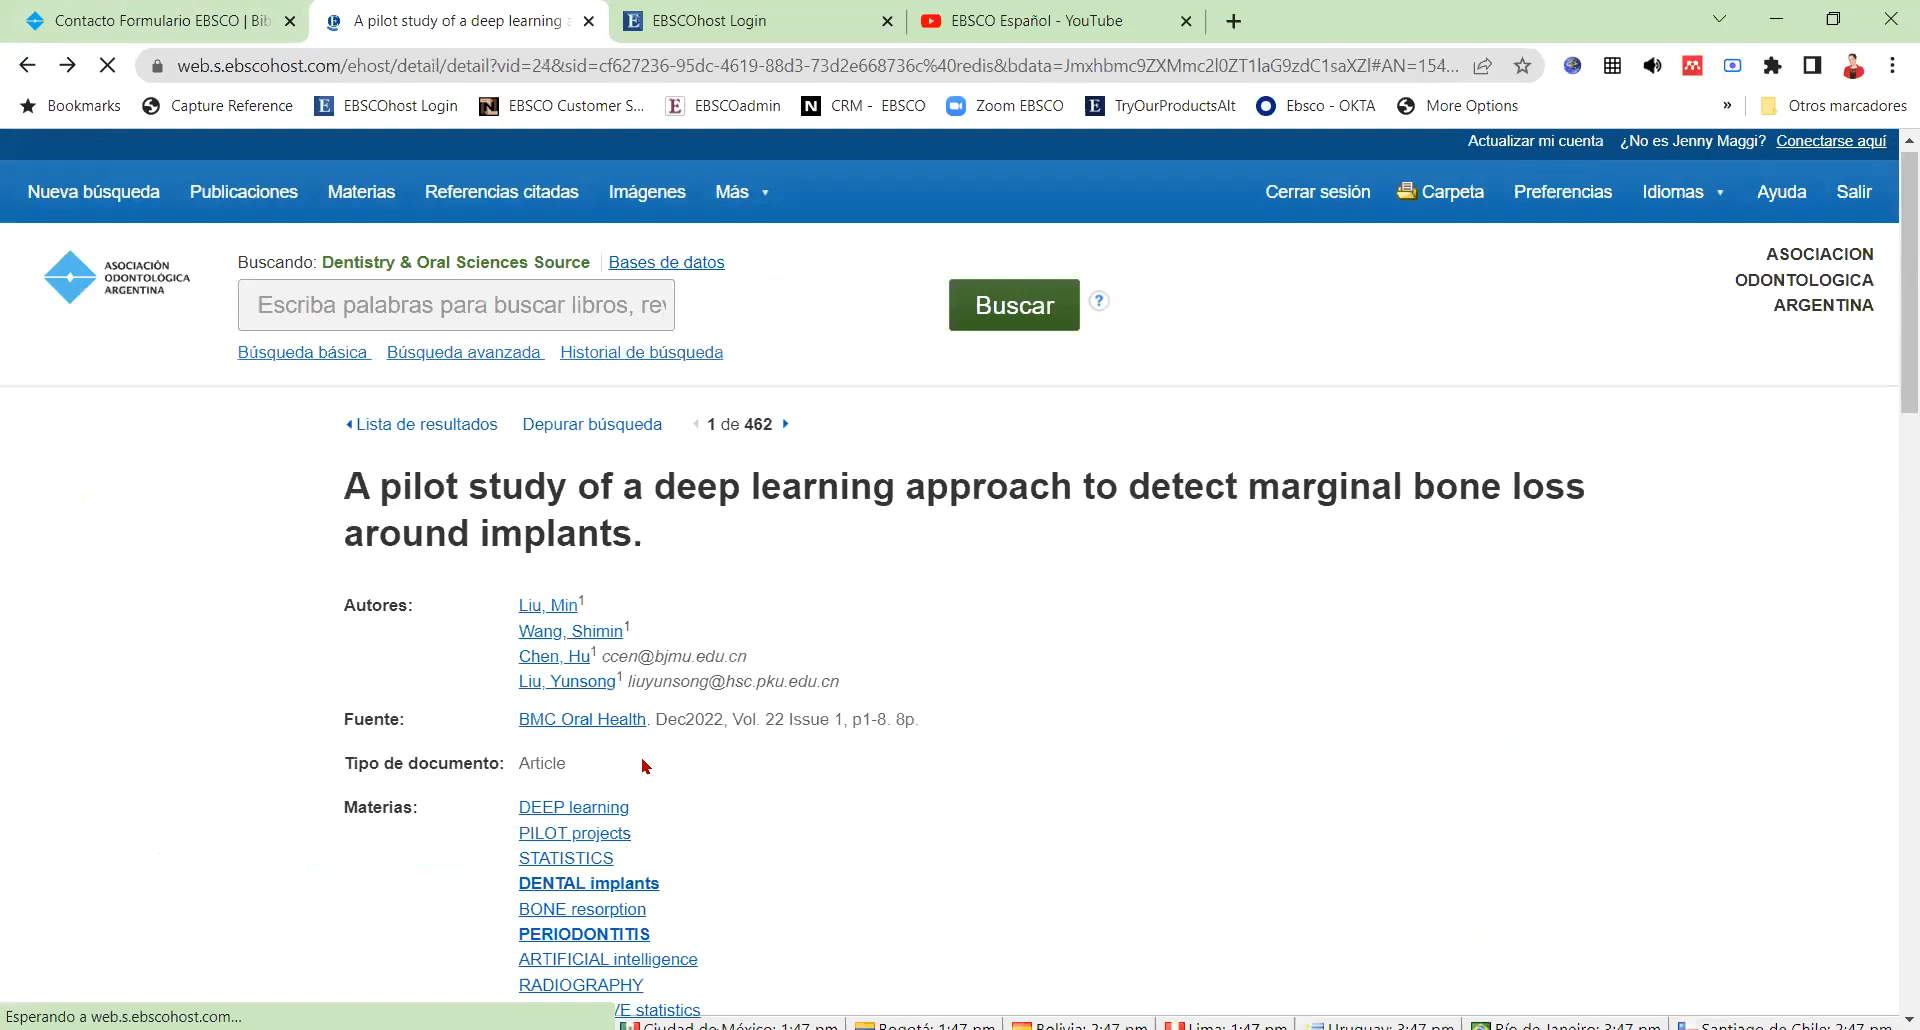 Contacto Formulario EBSCO | Bib
A pilot study of a deep learning a
EBSCOhost Login
EBSCO Español - YouTube
web.s.ebscohost.com/ehost/detail/detail?vid=24&sid=cf627236-95dc-4619-88d3-73d2e668736c%40redis&bdata=Jmxhbmc9ZXMmc2l0ZT1laG9zdC1saXZl#AN=154...
Bookmarks
Capture Reference
EBSCOhost Login
EBSCO Customer S...
EBSCOadmin
CRM - EBSCO
Zoom EBSCO
TryOurProductsAlt
Ebsco - OKTA
More Options
»
Otros marcadores
Actualizar mi cuenta ¿No es Jenny Maggi? Conectarse aquí
Nueva búsqueda Publicaciones Materias Referencias citadas Imágenes Más
Cerrar sesión Carpeta Preferencias Idiomas Ayuda Salir
ASOCIACIÓN
ODONTOLÓGICA
ARGENTINA
Buscando: Dentistry & Oral Sciences Source Bases de datos
Escriba palabras para buscar libros, rev
Buscar
?
Búsqueda básica Búsqueda avanzada Historial de búsqueda
ASOCIACION
ODONTOLOGICA
ARGENTINA
Lista de resultados Depurar búsqueda 1 de 462
A pilot study of a deep learning approach to detect marginal bone loss
around implants.
Autores: Liu, Min1
Wang, Shimin1
Chen, Hu1 ccen@bjmu.edu.cn
Liu, Yunsong1 liuyunsong@hsc.pku.edu.cn
Fuente: BMC Oral Health. Dec2022, Vol. 22 Issue 1, p1-8. 8p.
Tipo de documento: Article
Materias: DEEP learning
PILOT projects
STATISTICS
DENTAL implants
BONE resorption
PERIODONTITIS
ARTIFICIAL intelligence
RADIOGRAPHY
VE statistics
Esperando a web.s.ebscohost.com...
Ciudad de México: 1:47 pm Bogotá: 1:47 pm Bolivia: 2:47 pm Lima: 1:47 pm Uruguay: 3:47 pm Río de Janeiro: 3:47 pm Santiago de Chile: 2:47 pm